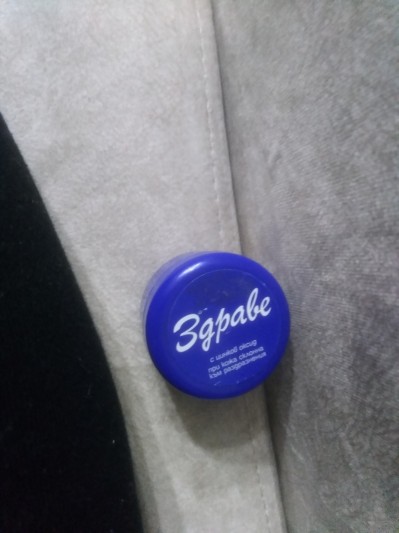 Здраве
с цинков оксид
при кожа склонна
към раздразнения